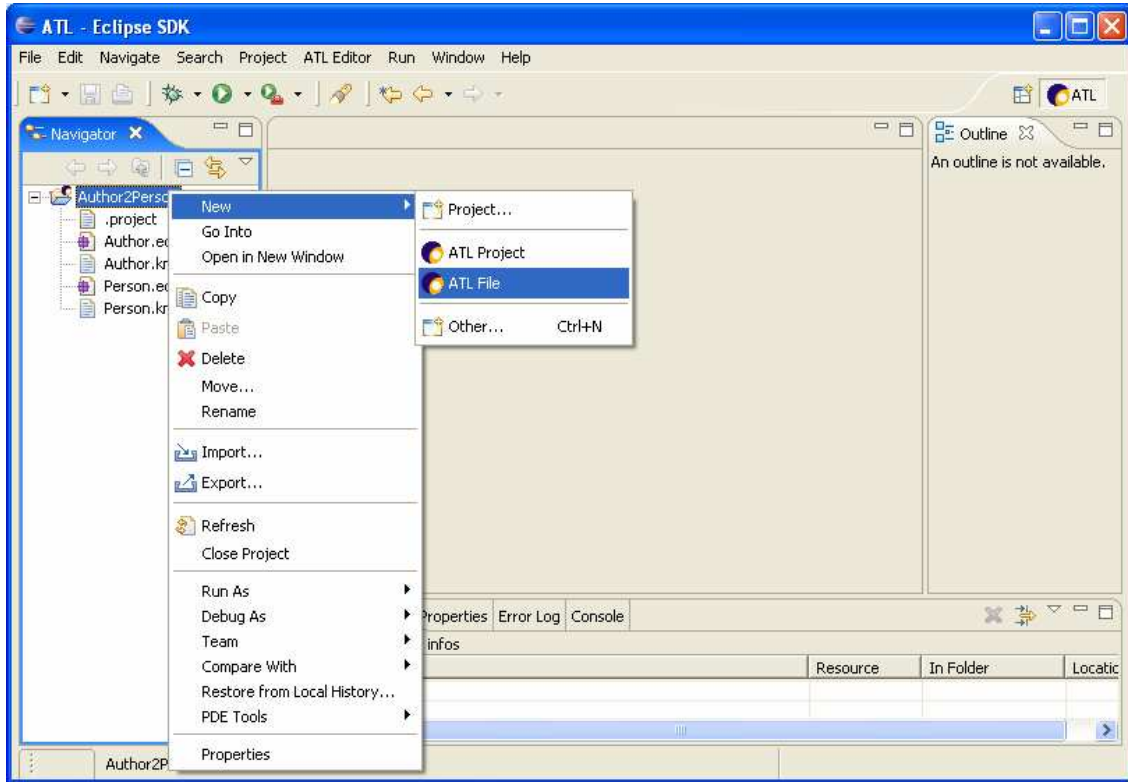 ATL - Eclipse SDK
File Edit Navigate Search Project ATL Editor Run Window Help
ATL
Navigator
Outline
An outline is not available.
Author2Perso
.project
Author.ec
Author.kr
Person.ec
Person.kr
New
Go Into
Open in New Window
Copy
Paste
Delete
Move...
Rename
Import...
Export...
Refresh
Close Project
Run As
Debug As
Team
Compare With
Restore from Local History...
PDE Tools
Properties
Project...
ATL Project
ATL File
Other... Ctrl+N
Properties Error Log Console
infos
Resource In Folder Locatic
Author2P